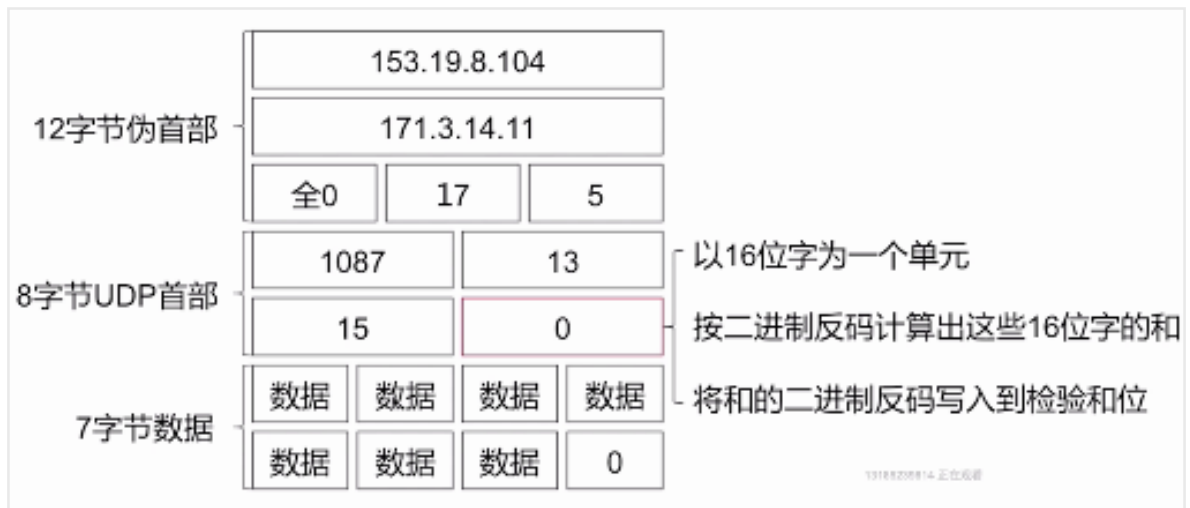 153.19.8.104
12字节伪首部
171.3.14.11
全0 17 5
1087 13
以16位字为一个单元
8字节UDP首部
15 0
按二进制反码计算出这些16位字的和
数据 数据 数据 数据
将和的二进制反码写入到检验和位
7字节数据
数据 数据 数据 0
正在观看